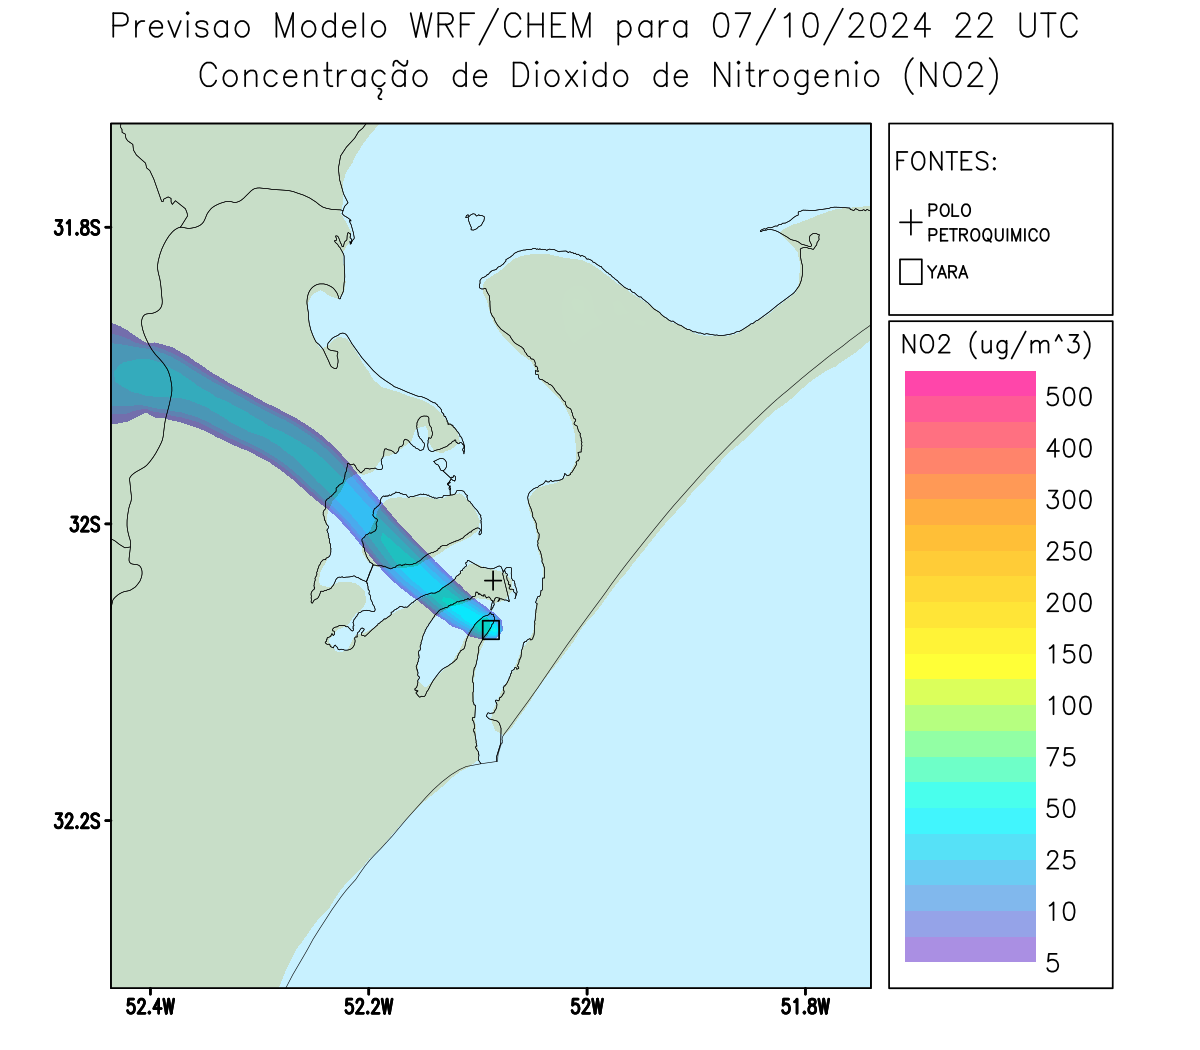 Previsao Modelo WRF/CHEM para 07/10/2024 22 UTC
Concentração de Dioxido de Nitrogenio (NO2)
FONTES:
POLO
PETROQUIMICO
YARA
NO2 (ug/m^3)
500
400
300
250
200
150
100
75
50
25
10
5
31.8S
32S
32.2S
52.4W
52.2W
52W
51.8W